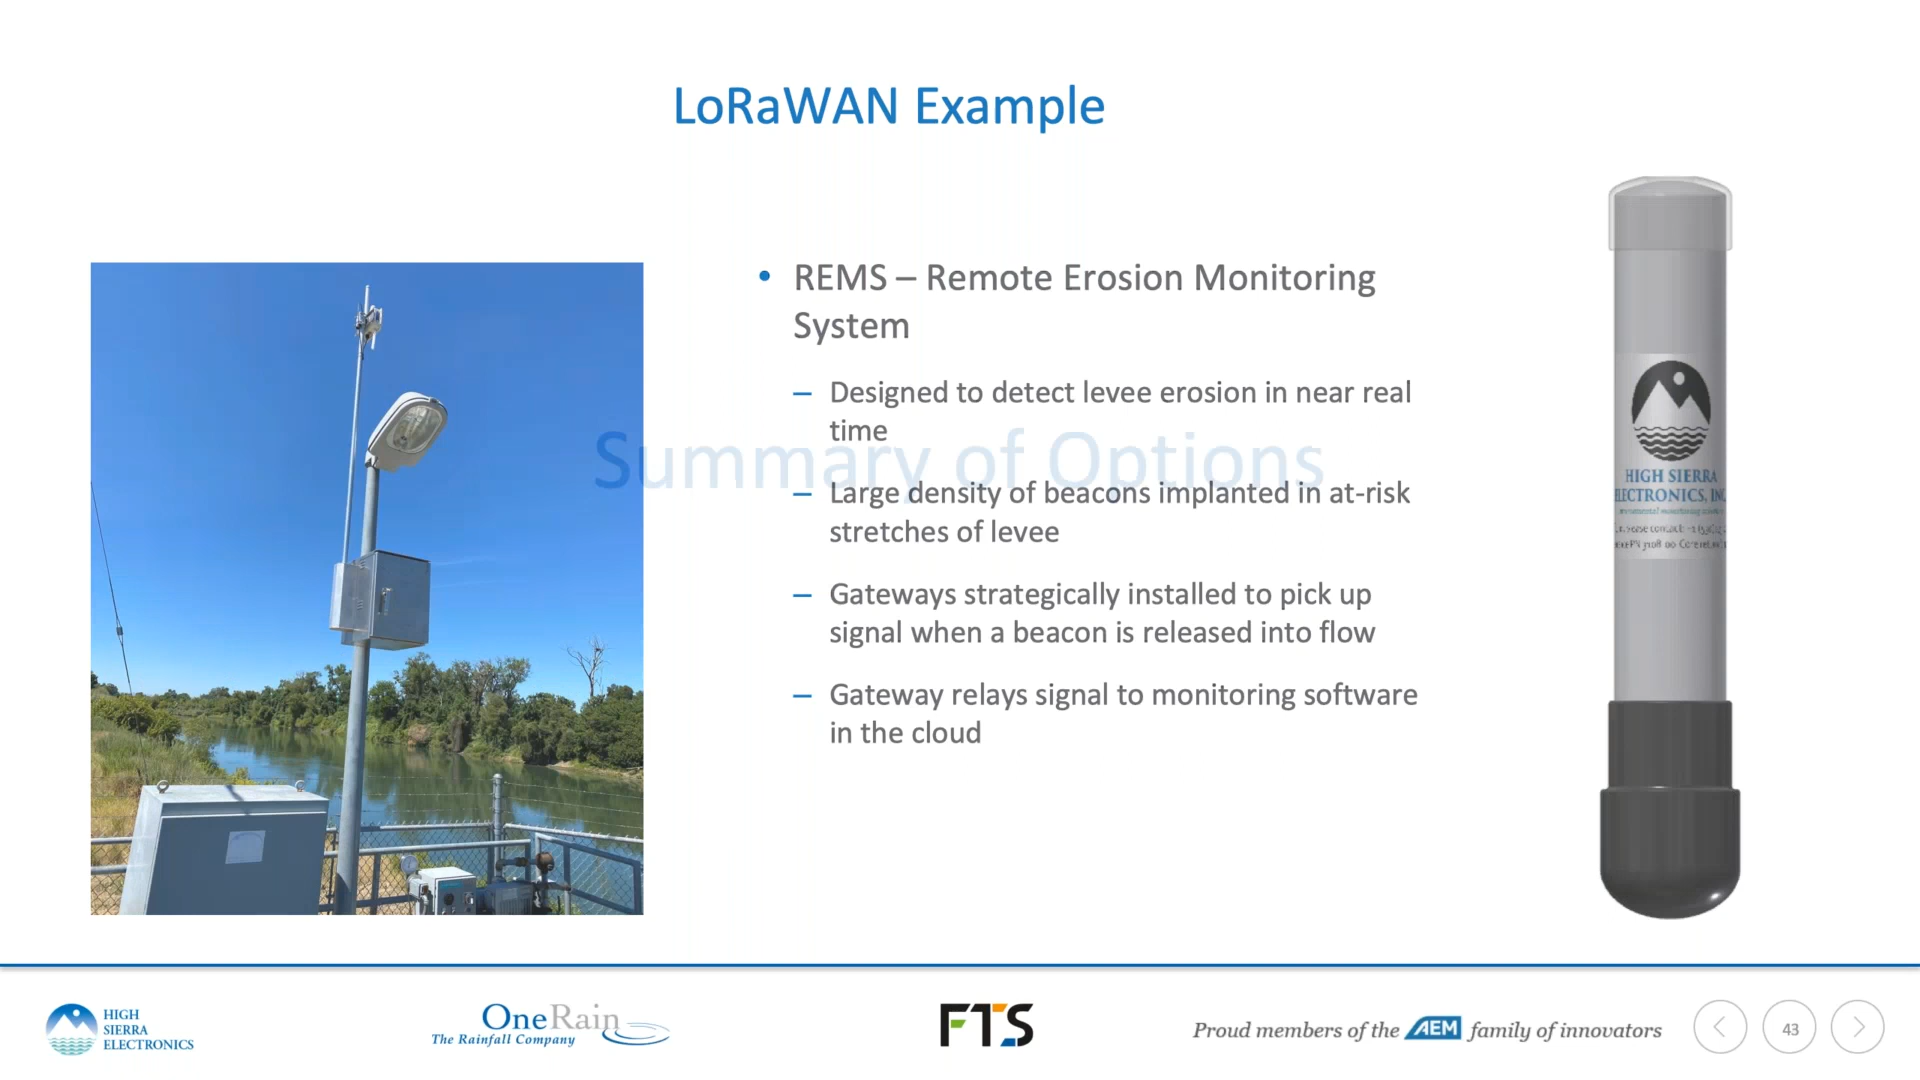 LoRaWAN Example
• REMS – Remote Erosion Monitoring
System
– Designed to detect levee erosion in near real
time
Summary of Options
– Large density of beacons implanted in at-risk
stretches of levee
– Gateways strategically installed to pick up
signal when a beacon is released into flow
– Gateway relays signal to monitoring software
in the cloud
HIGH SIERRA
ELECTRONICS, INC
HIGH
SIERRA
ELECTRONICS
OneRain
The Rainfall Company
FTS
Proud members of the AEM family of innovators
43